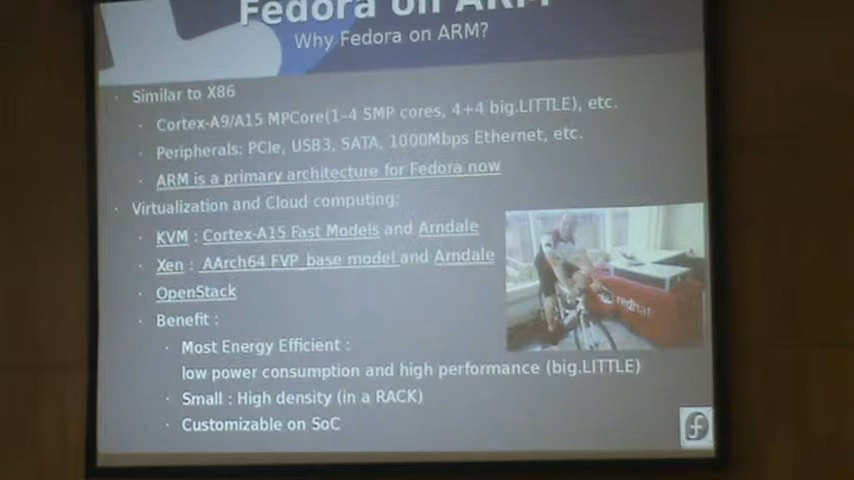 Fedora on ARM
Why Fedora on ARM?
Similar to X86
Cortex-A9/A15 MPCore(1-4 SMP cores, 4+4 big.LITTLE), etc.
Peripherals: PCIe, USB3, SATA, 1000Mbps Ethernet, etc.
ARM is a primary architecture for Fedora now
Virtualization and Cloud computing:
KVM : Cortex-A15 Fast Models and Arndale
Xen : AArch64 FVP base model and Arndale
OpenStack
redhat
Benefit :
Most Energy Efficient :
low power consumption and high performance (big.LITTLE)
Small : High density (in a RACK)
Customizable on SoC